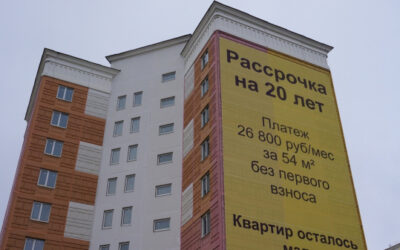 Рассрочка
на 20 лет
Платеж
26 800 руб/мес
за 54 м²
без первого
взноса
Квартир осталось